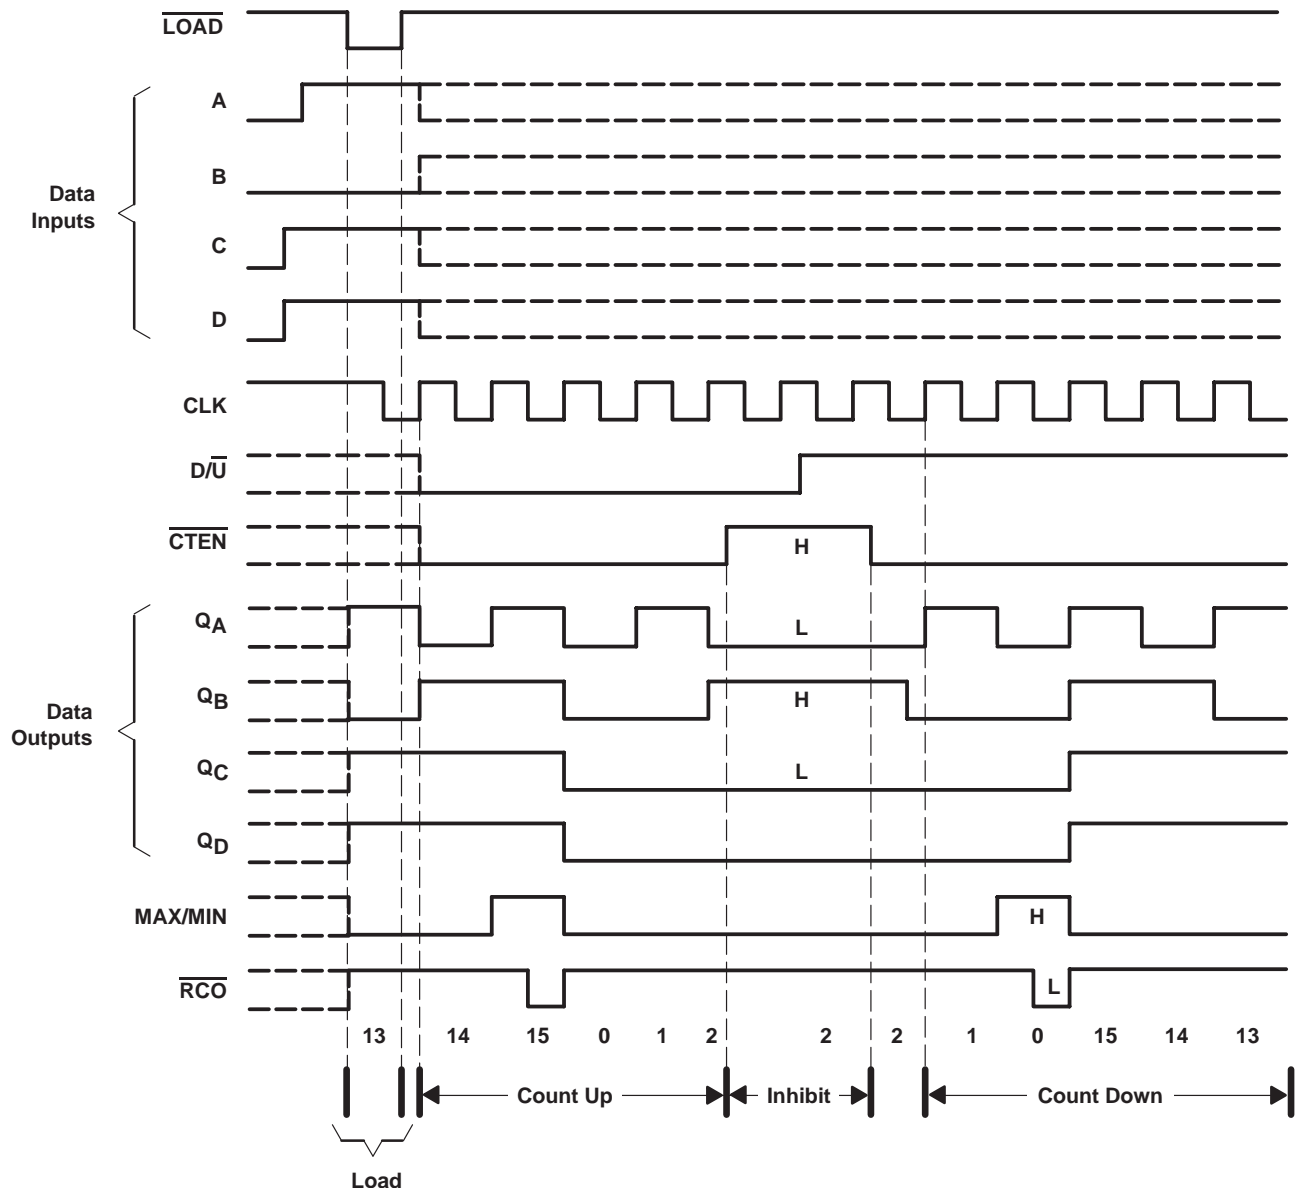 LOAD
A
B
Data
Inputs
C
D
CLK
D/U
CTEN
H
QA
L
QB
H
Data
Outputs
QC
L
QD
MAX/MIN
H
RCO
L
13 14 15 0 1 2 2 2 1 0 15 14 13
Count Up Inhibit Count Down
Load